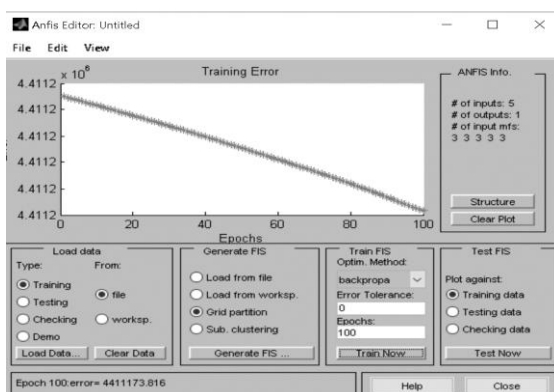 Anfis Editor: Untitled
File Edit View
x 10⁶
Training Error
4.4112
4.4112
4.4112
4.4112
4.4112
4.4112
0 20 40 60 80 100
Epochs
ANFIS Info.
# of inputs: 5
# of outputs: 1
# of input mfs:
3 3 3 3 3
Structure
Clear Plot
Load data
Type: From:
Training
Testing
Checking
Demo
file
worksp.
Load Data... Clear Data
Generate FIS
Load from file
Load from worksp.
Grid partition
Sub. clustering
Generate FIS ...
Train FIS
Optim. Method:
backpropa
Error Tolerance:
0
Epochs:
100
Train Now
Test FIS
Plot against:
Training data
Testing data
Checking data
Test Now
Epoch 100:error= 4411173.816
Help Close